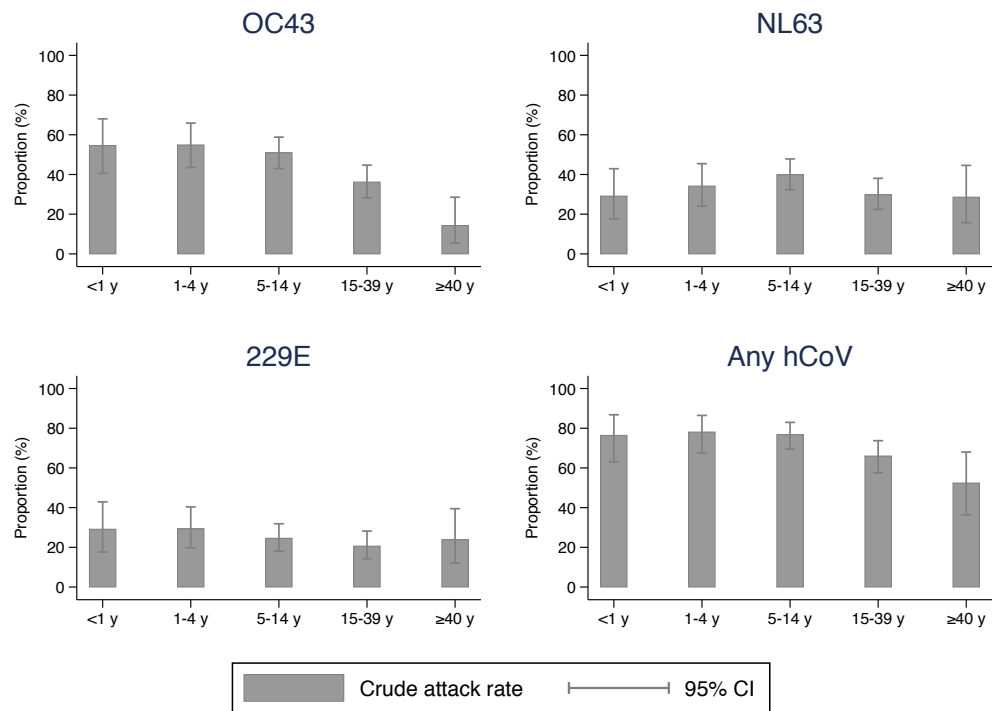 OC43
Proportion (%)
100
80
60
40
20
0
<1 y 1-4 y 5-14 y 15-39 y ≥40 y
NL63
Proportion (%)
100
80
60
40
20
0
<1 y 1-4 y 5-14 y 15-39 y ≥40 y
229E
Proportion (%)
100
80
60
40
20
0
<1 y 1-4 y 5-14 y 15-39 y ≥40 y
Any hCoV
Proportion (%)
100
80
60
40
20
0
<1 y 1-4 y 5-14 y 15-39 y ≥40 y
Crude attack rate 95% CI